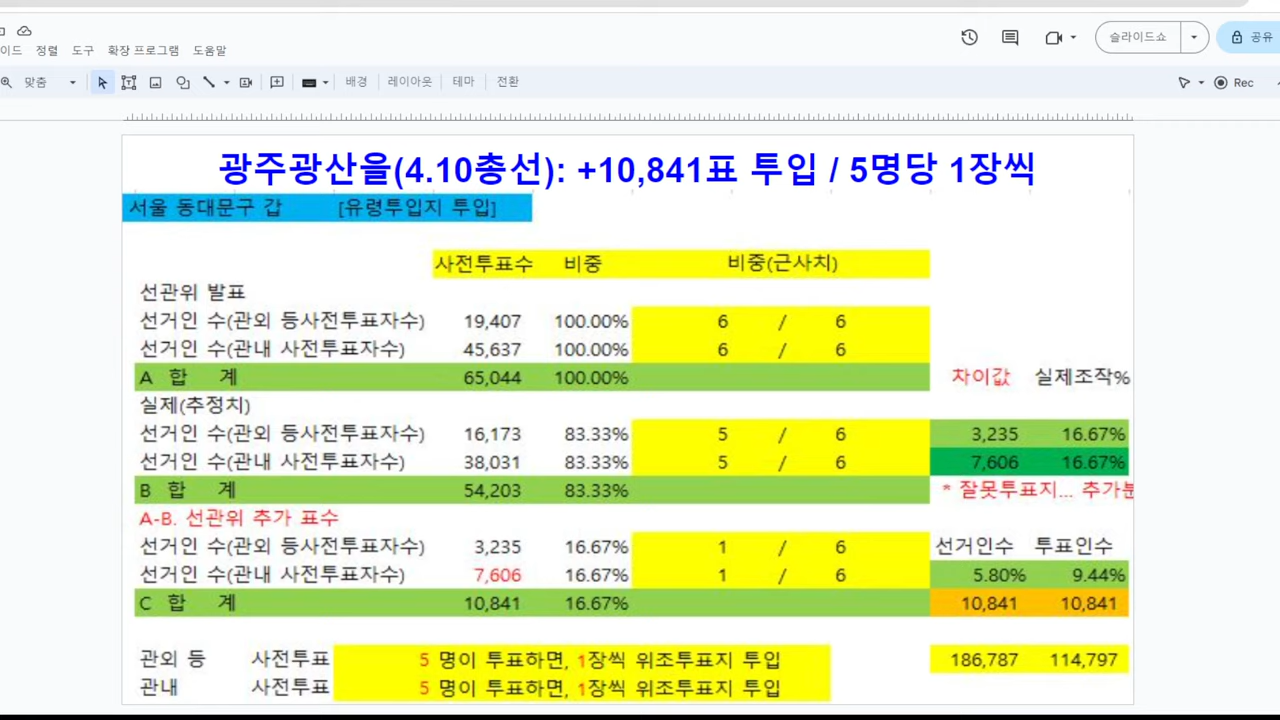 이드 정렬 도구 확장 프로그램 도움말
슬라이드쇼 공유
맞춤 배경 레이아웃 테마 전환 Rec
광주광산을(4.10총선): +10,841표 투입 / 5명당 1장씩
서울 동대문구 갑 [유령투입지 투입]
사전투표수 비중 비중(근사치)
선관위 발표
선거인 수(관외 등사전투표자수) 19,407 100.00% 6 / 6
선거인 수(관내 사전투표자수) 45,637 100.00% 6 / 6
A 합 계 65,044 100.00% 차이값 실제조작%
실제(추정치)
선거인 수(관외 등사전투표자수) 16,173 83.33% 5 / 6 3,235 16.67%
선거인 수(관내 사전투표자수) 38,031 83.33% 5 / 6 7,606 16.67%
B 합 계 54,203 83.33% * 잘못투표지... 추가분
A-B. 선관위 추가 표수
선거인 수(관외 등사전투표자수) 3,235 16.67% 1 / 6 선거인수 투표인수
선거인 수(관내 사전투표자수) 7,606 16.67% 1 / 6 5.80% 9.44%
C 합 계 10,841 16.67% 10,841 10,841
관외 등 사전투표 5 명이 투표하면, 1장씩 위조투표지 투입 186,787 114,797
관내 사전투표 5 명이 투표하면, 1장씩 위조투표지 투입